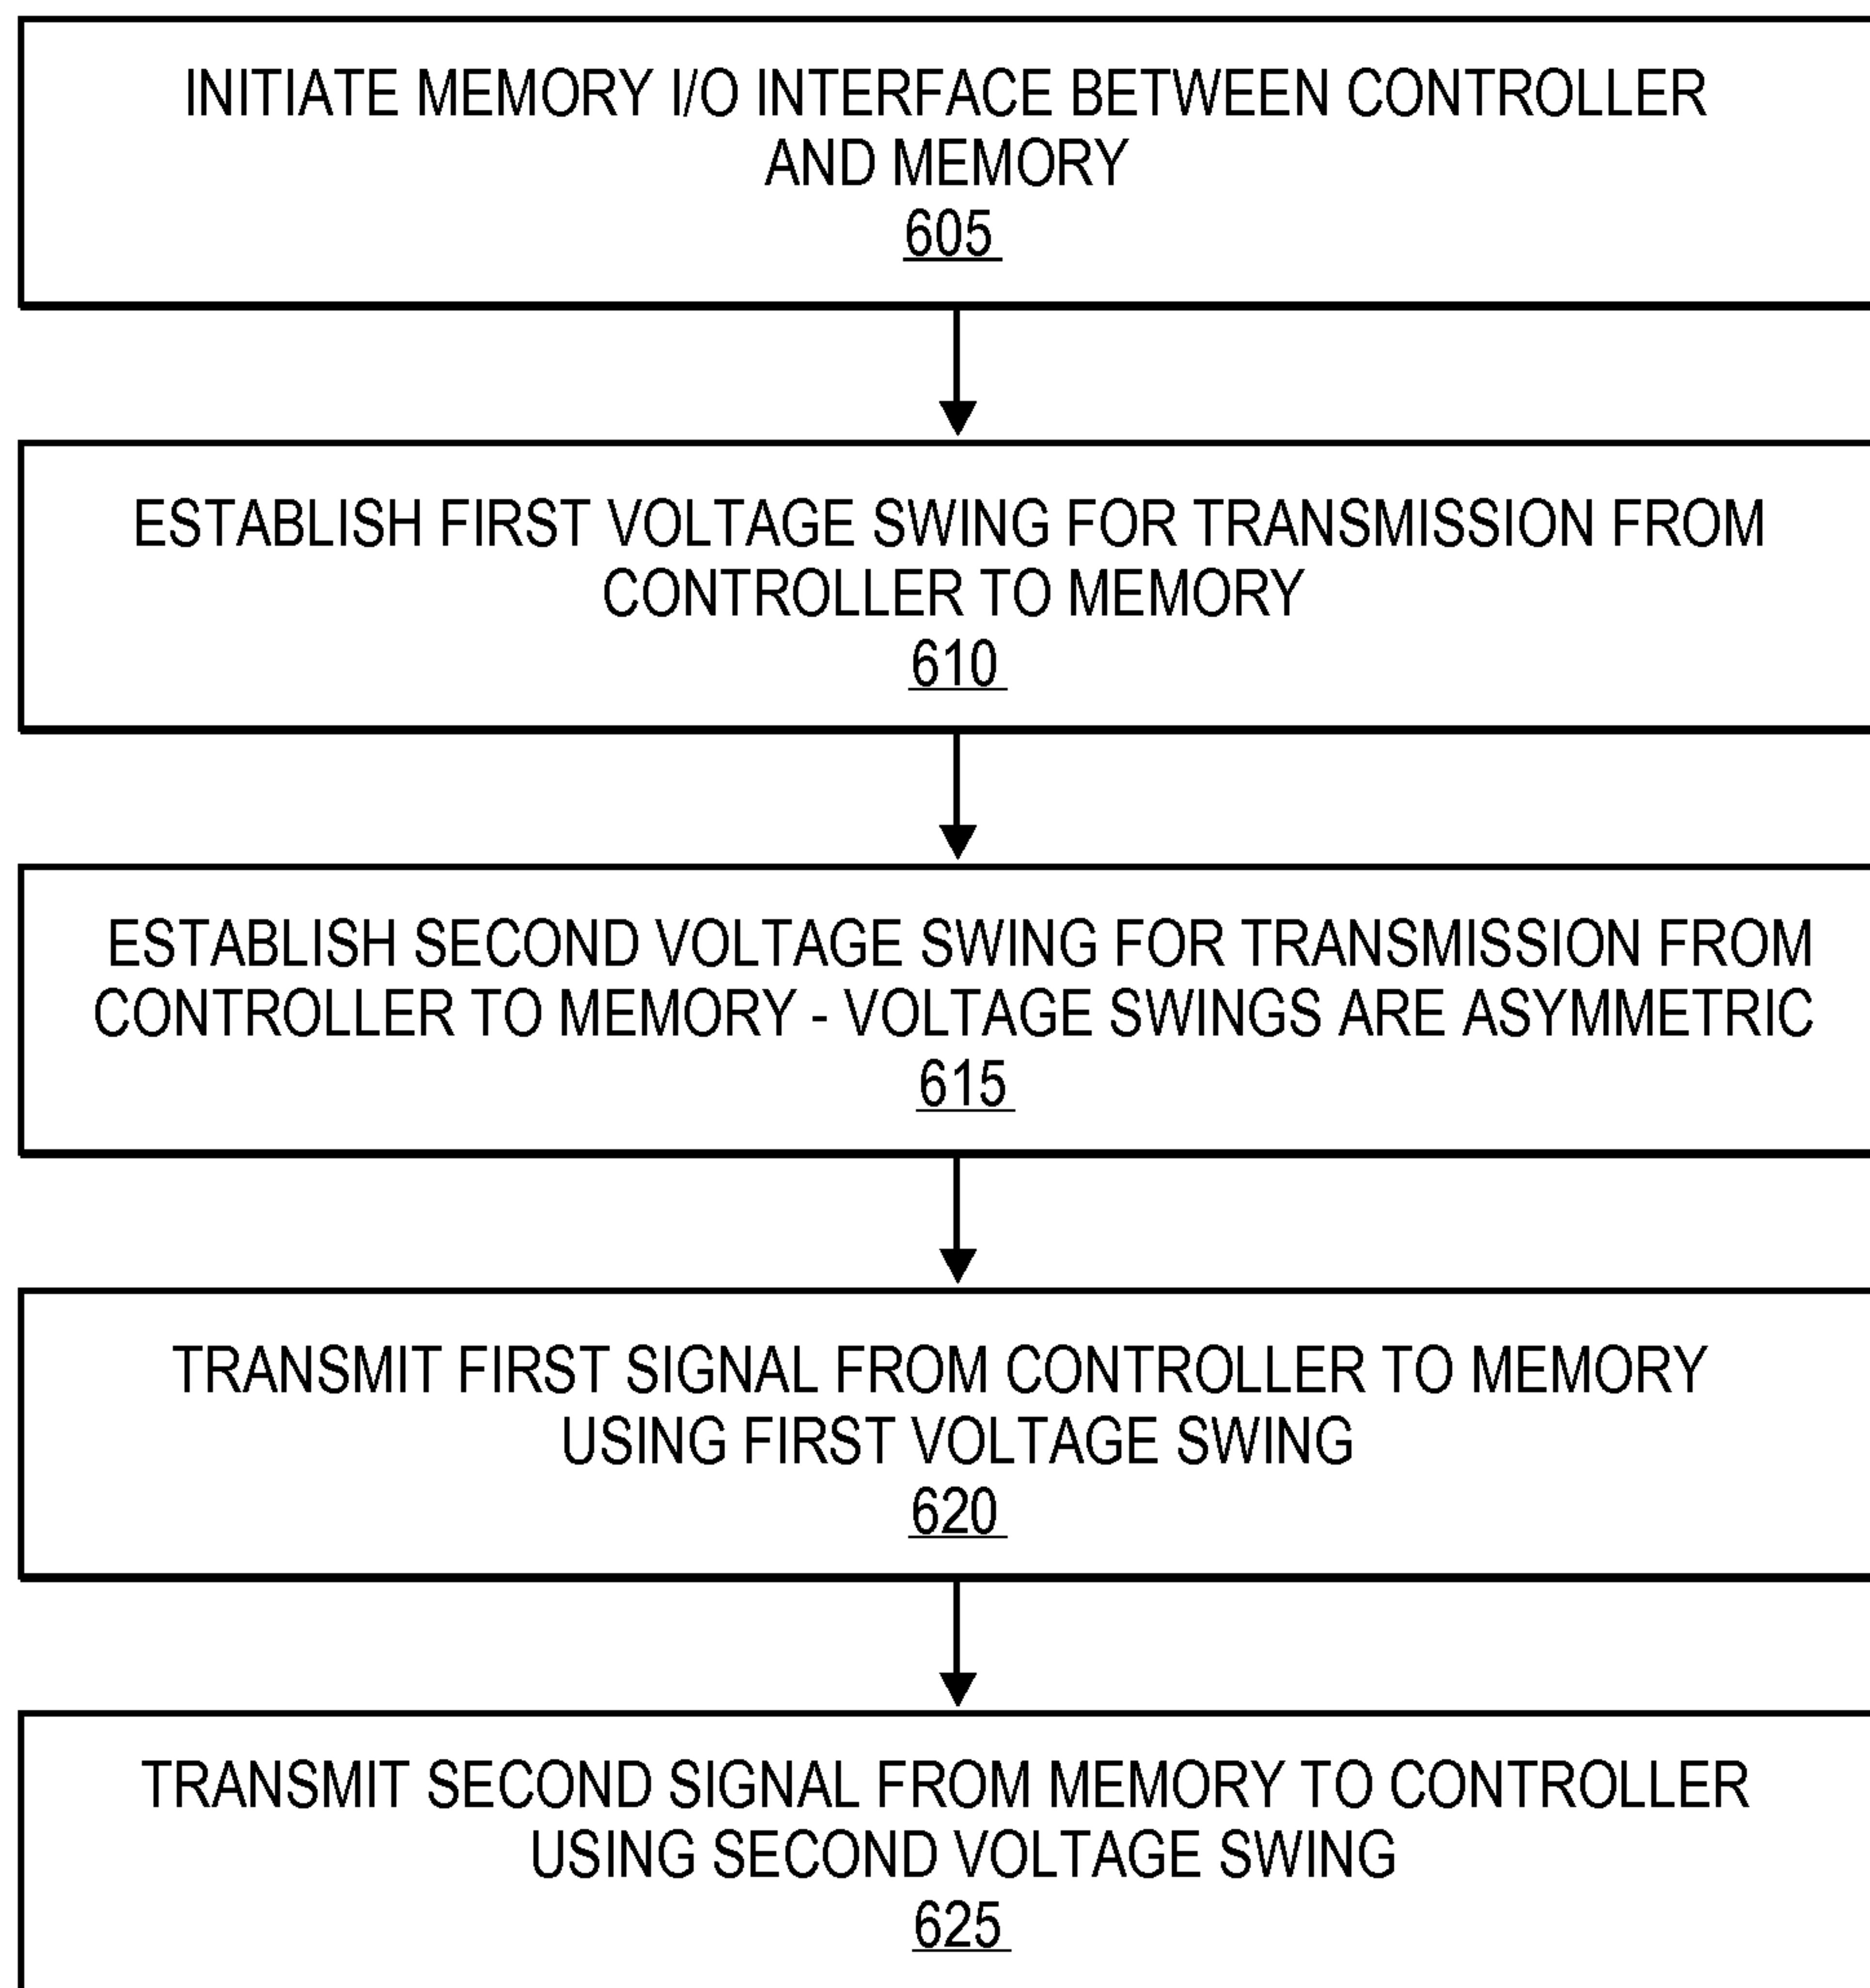 INITIATE MEMORY I/O INTERFACE BETWEEN CONTROLLER
AND MEMORY
605
ESTABLISH FIRST VOLTAGE SWING FOR TRANSMISSION FROM
CONTROLLER TO MEMORY
610
ESTABLISH SECOND VOLTAGE SWING FOR TRANSMISSION FROM
CONTROLLER TO MEMORY - VOLTAGE SWINGS ARE ASYMMETRIC
615
TRANSMIT FIRST SIGNAL FROM CONTROLLER TO MEMORY
USING FIRST VOLTAGE SWING
620
TRANSMIT SECOND SIGNAL FROM MEMORY TO CONTROLLER
USING SECOND VOLTAGE SWING
625